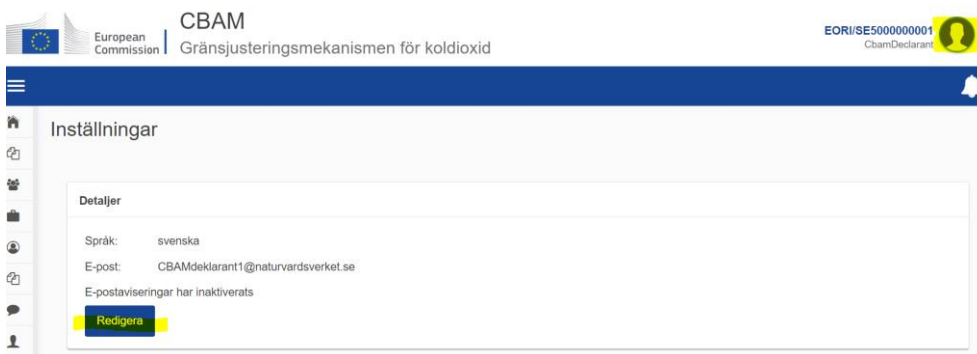 European
Commission
CBAM
Gränsjusteringsmekanismen för koldioxid
EORI/SE5000000001
CbamDeclarant
Inställningar
Detaljer
Språk: svenska
E-post: CBAMdeklarant1@naturvardsverket.se
E-postaviseringar har inaktiverats
Redigera